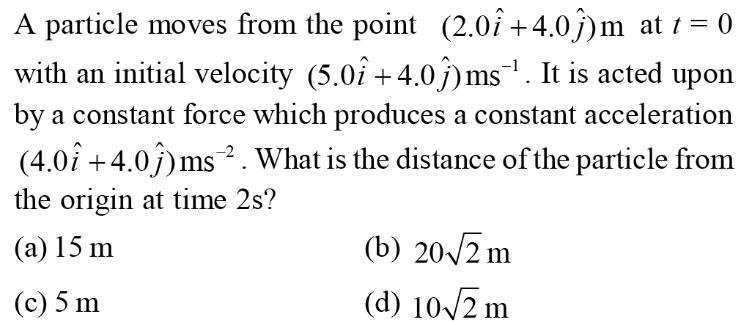 A particle moves from the point (2.0î + 4.0ĵ) m at t = 0
with an initial velocity (5.0î + 4.0ĵ) ms⁻¹. It is acted upon
by a constant force which produces a constant acceleration
(4.0î + 4.0ĵ) ms⁻². What is the distance of the particle from
the origin at time 2s?
(a) 15 m (b) 20√2 m
(c) 5 m (d) 10√2 m